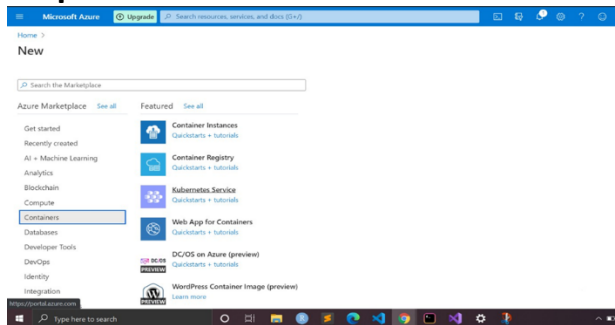 Microsoft Azure
Upgrade
Search resources, services, and docs (G+/)
Home >
New
Search the Marketplace
Azure Marketplace See all
Featured See all
Get started
Recently created
AI + Machine Learning
Analytics
Blockchain
Compute
Containers
Databases
Developer Tools
DevOps
Identity
Integration
Container Instances
Quickstarts + tutorials
Container Registry
Quickstarts + tutorials
Kubernetes Service
Quickstarts + tutorials
Web App for Containers
Quickstarts + tutorials
DC/OS on Azure (preview)
Quickstarts + tutorials
PREVIEW
WordPress Container Image (preview)
Learn more
PREVIEW
https://portal.azure.com
Type here to search